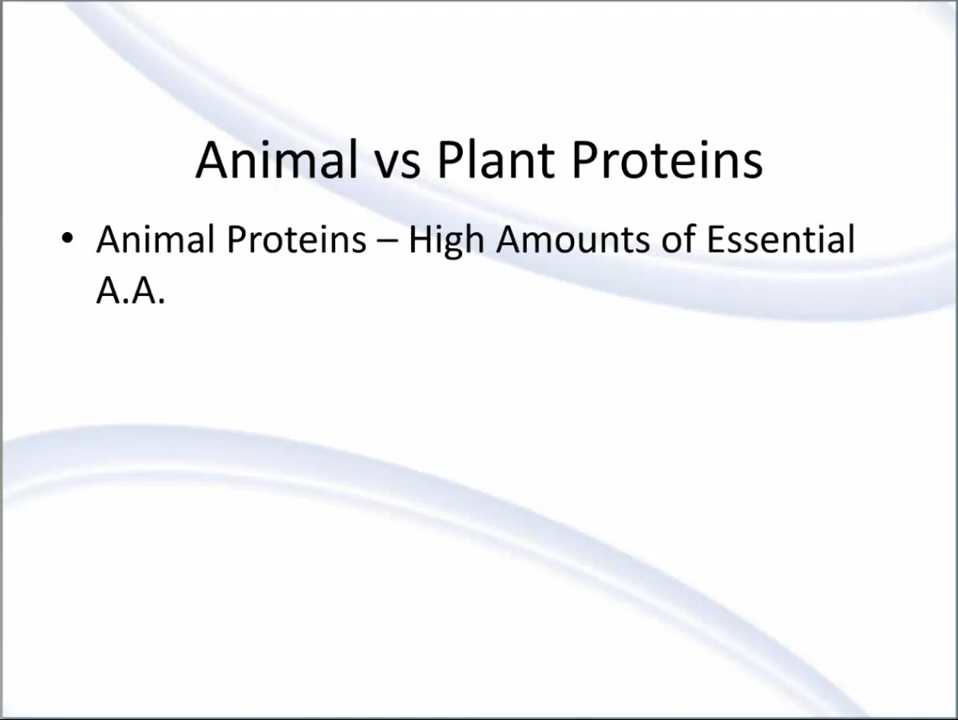 Animal vs Plant Proteins
• Animal Proteins – High Amounts of Essential
A.A.